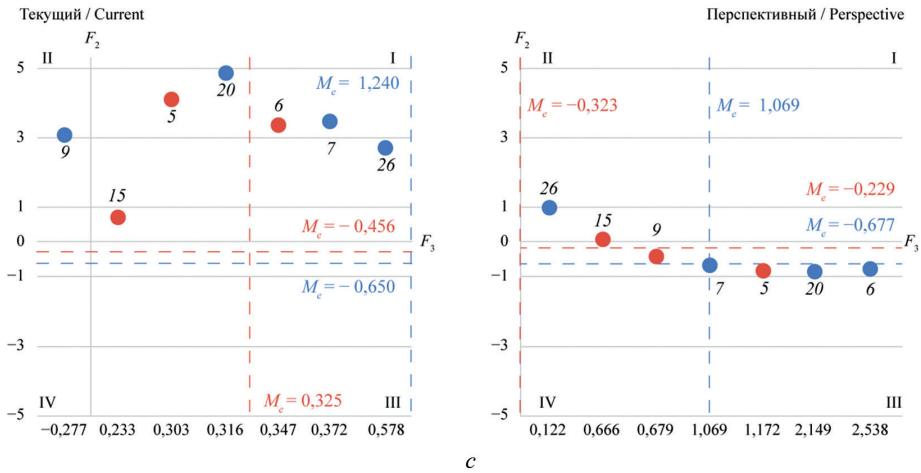 Текущий / Current
F2
II
I
5
Me = 1,240
20
5
6
3
7
9
26
15
1
Me = − 0,456
0
F3
−1
Me = − 0,650
−3
Me = 0,325
IV
III
−5
−0,277 0,233 0,303 0,316 0,347 0,372 0,578
Перспективный / Perspective
F2
II
I
5
Me = −0,323
Me = 1,069
3
26
Me = −0,229
15
9
1
Me = −0,677
0
F3
−1
7
5
20
6
−3
IV
III
−5
0,122 0,666 0,679 1,069 1,172 2,149 2,538
c